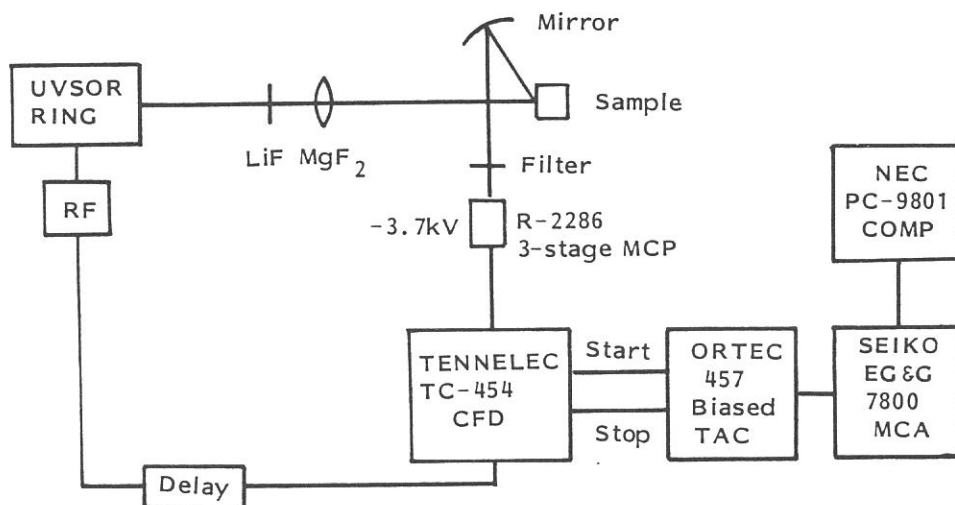 Mirror
UVSOR
RING
Sample
LiF MgF2
Filter
RF
-3.7kV
R-2286
3-stage MCP
NEC
PC-9801
COMP
TENNELEC
TC-454
CFD
Start
Stop
ORTEC
457
Biased
TAC
SEIKO
EG&G
7800
MCA
Delay